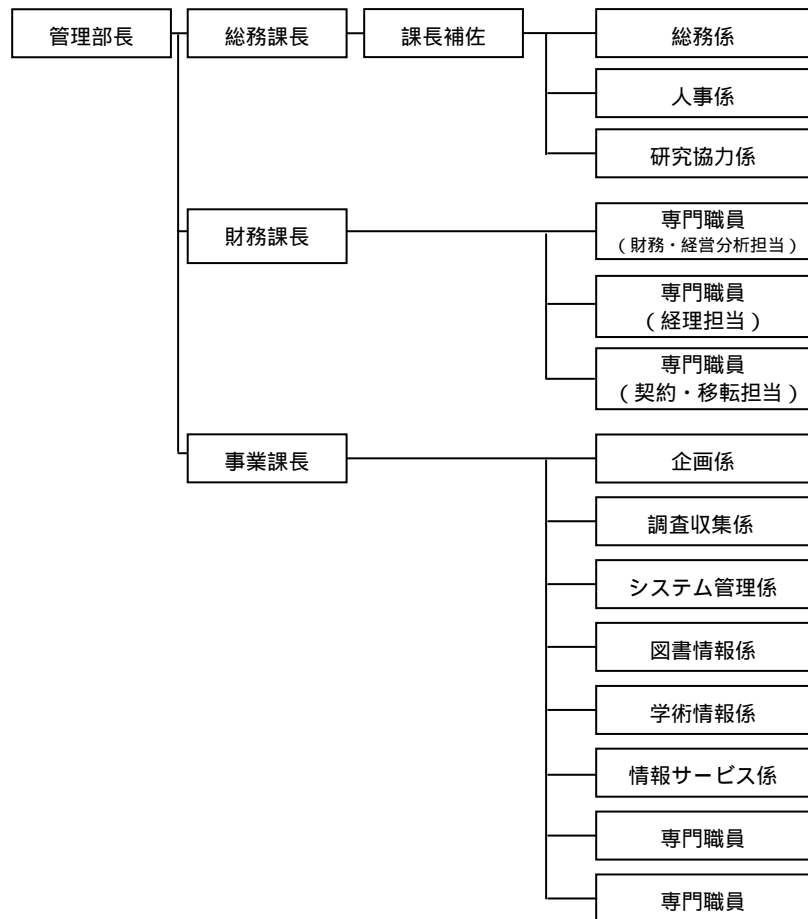 管理部長
総務課長
課長補佐
総務係
人事係
研究協力係
財務課長
専門職員
（財務・経営分析担当）
専門職員
（経理担当）
専門職員
（契約・移転担当）
事業課長
企画係
調査収集係
システム管理係
図書情報係
学術情報係
情報サービス係
専門職員
専門職員